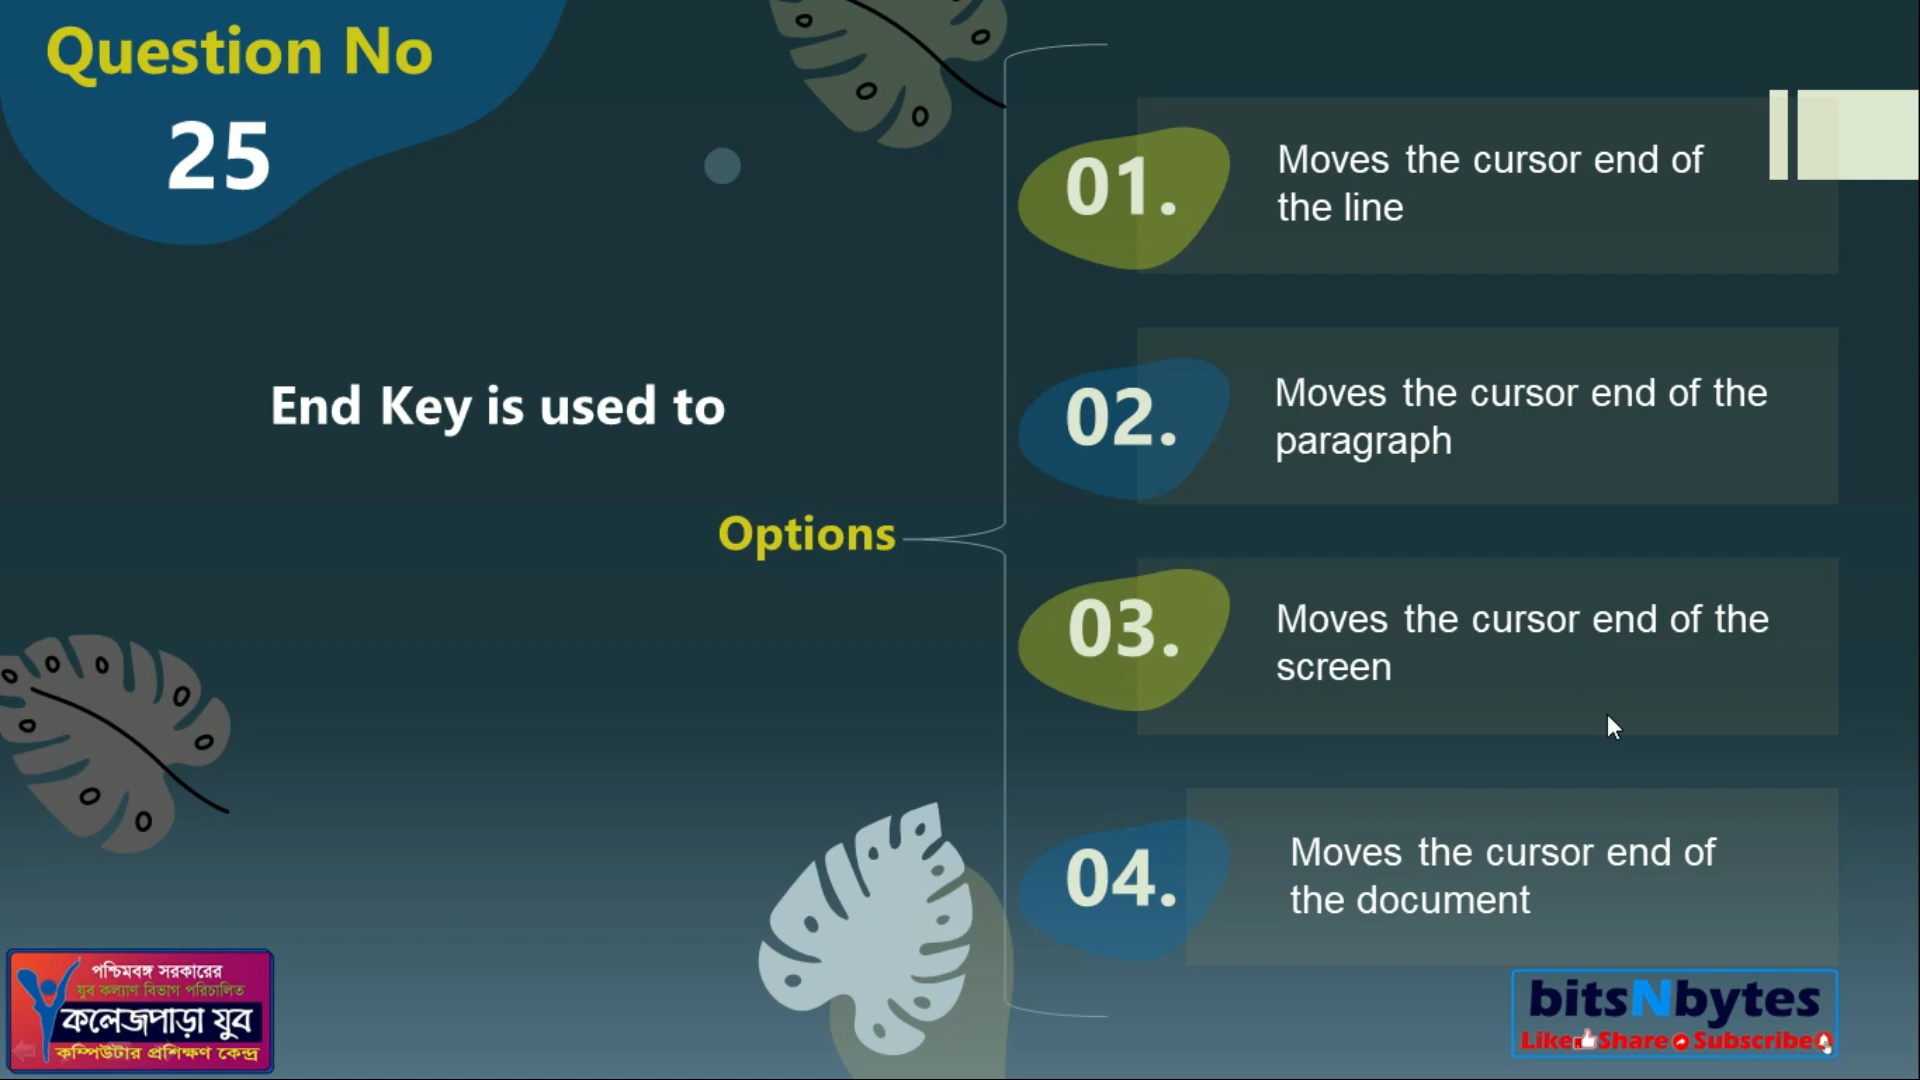 Question No
25
End Key is used to
Options
01.
Moves the cursor end of
the line
02.
Moves the cursor end of the
paragraph
03.
Moves the cursor end of the
screen
04.
Moves the cursor end of
the document
পশ্চিমবঙ্গ সরকারের
যুব কল্যাণ বিভাগ পরিচালিত
কলেজপাড়া যুব
কম্পিউটার প্রশিক্ষণ কেন্দ্র
bitsNbytes
Like Share Subscribe